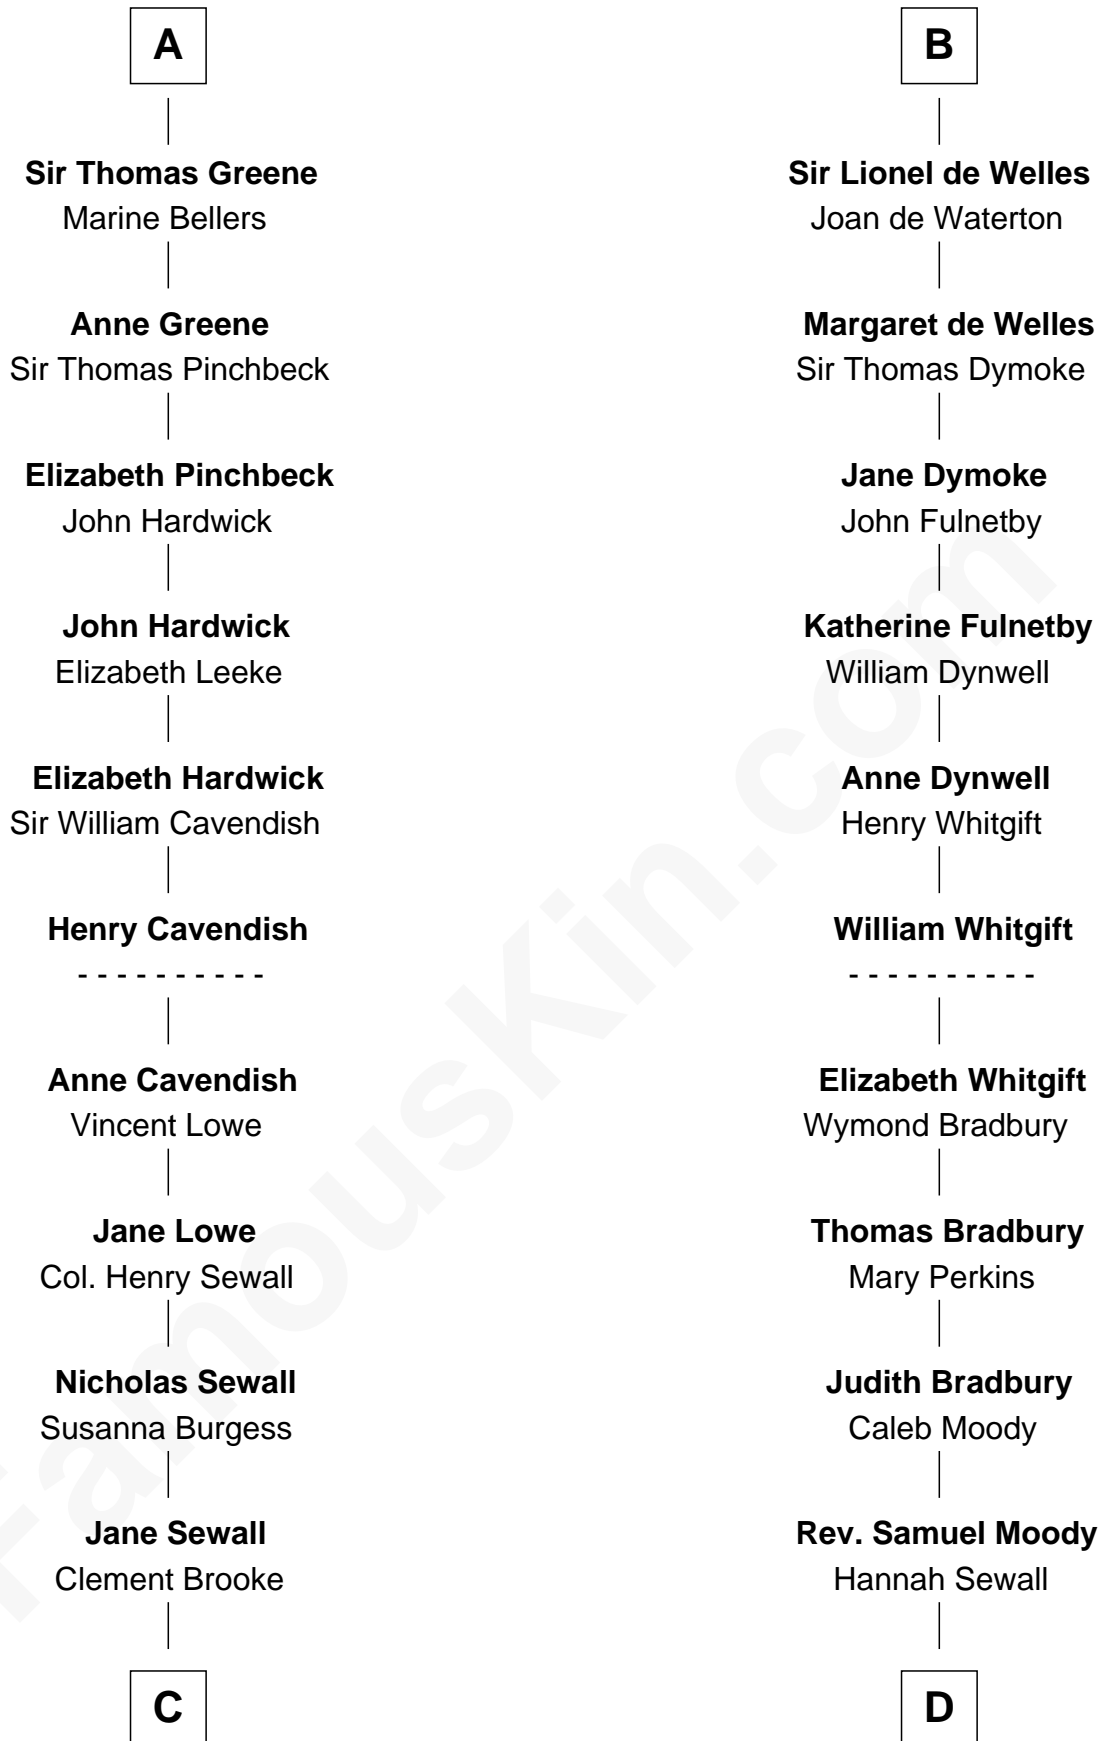 A
Sir Thomas Greene
Marine Bellers
Anne Greene
Sir Thomas Pinchbeck
Elizabeth Pinchbeck
John Hardwick
John Hardwick
Elizabeth Leeke
Elizabeth Hardwick
Sir William Cavendish
Henry Cavendish
- - - - - - - - - -
Anne Cavendish
Vincent Lowe
Jane Lowe
Col. Henry Sewall
Nicholas Sewall
Susanna Burgess
Jane Sewall
Clement Brooke
C
B
Sir Lionel de Welles
Joan de Waterton
Margaret de Welles
Sir Thomas Dymoke
Jane Dymoke
John Fulnetby
Katherine Fulnetby
William Dynwell
Anne Dynwell
Henry Whitgift
William Whitgift
- - - - - - - - - -
Elizabeth Whitgift
Wymond Bradbury
Thomas Bradbury
Mary Perkins
Judith Bradbury
Caleb Moody
Rev. Samuel Moody
Hannah Sewall
D
FamousKin.com